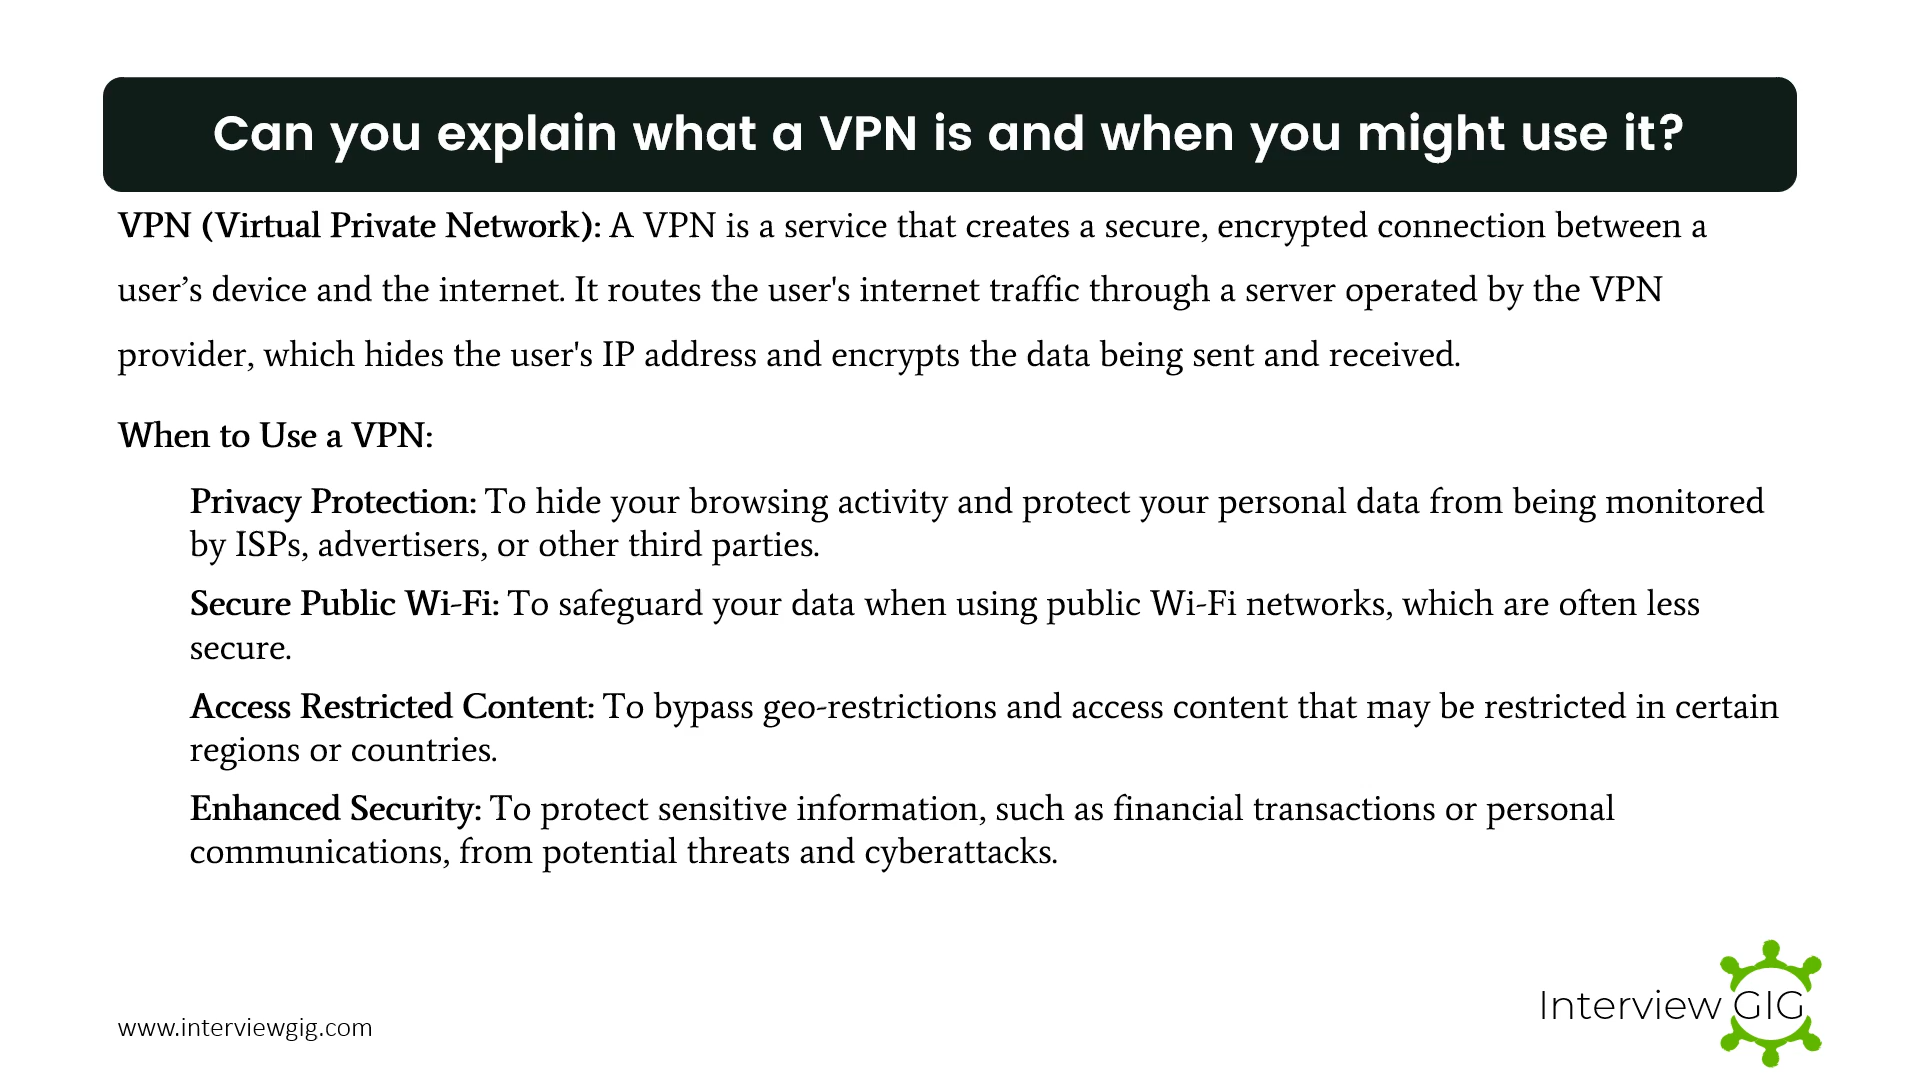 Can you explain what a VPN is and when you might use it?
VPN (Virtual Private Network): A VPN is a service that creates a secure, encrypted connection between a
user’s device and the internet. It routes the user's internet traffic through a server operated by the VPN
provider, which hides the user's IP address and encrypts the data being sent and received.
When to Use a VPN:
Privacy Protection: To hide your browsing activity and protect your personal data from being monitored
by ISPs, advertisers, or other third parties.
Secure Public Wi-Fi: To safeguard your data when using public Wi-Fi networks, which are often less
secure.
Access Restricted Content: To bypass geo-restrictions and access content that may be restricted in certain
regions or countries.
Enhanced Security: To protect sensitive information, such as financial transactions or personal
communications, from potential threats and cyberattacks.
Interview GIG
www.interviewgig.com